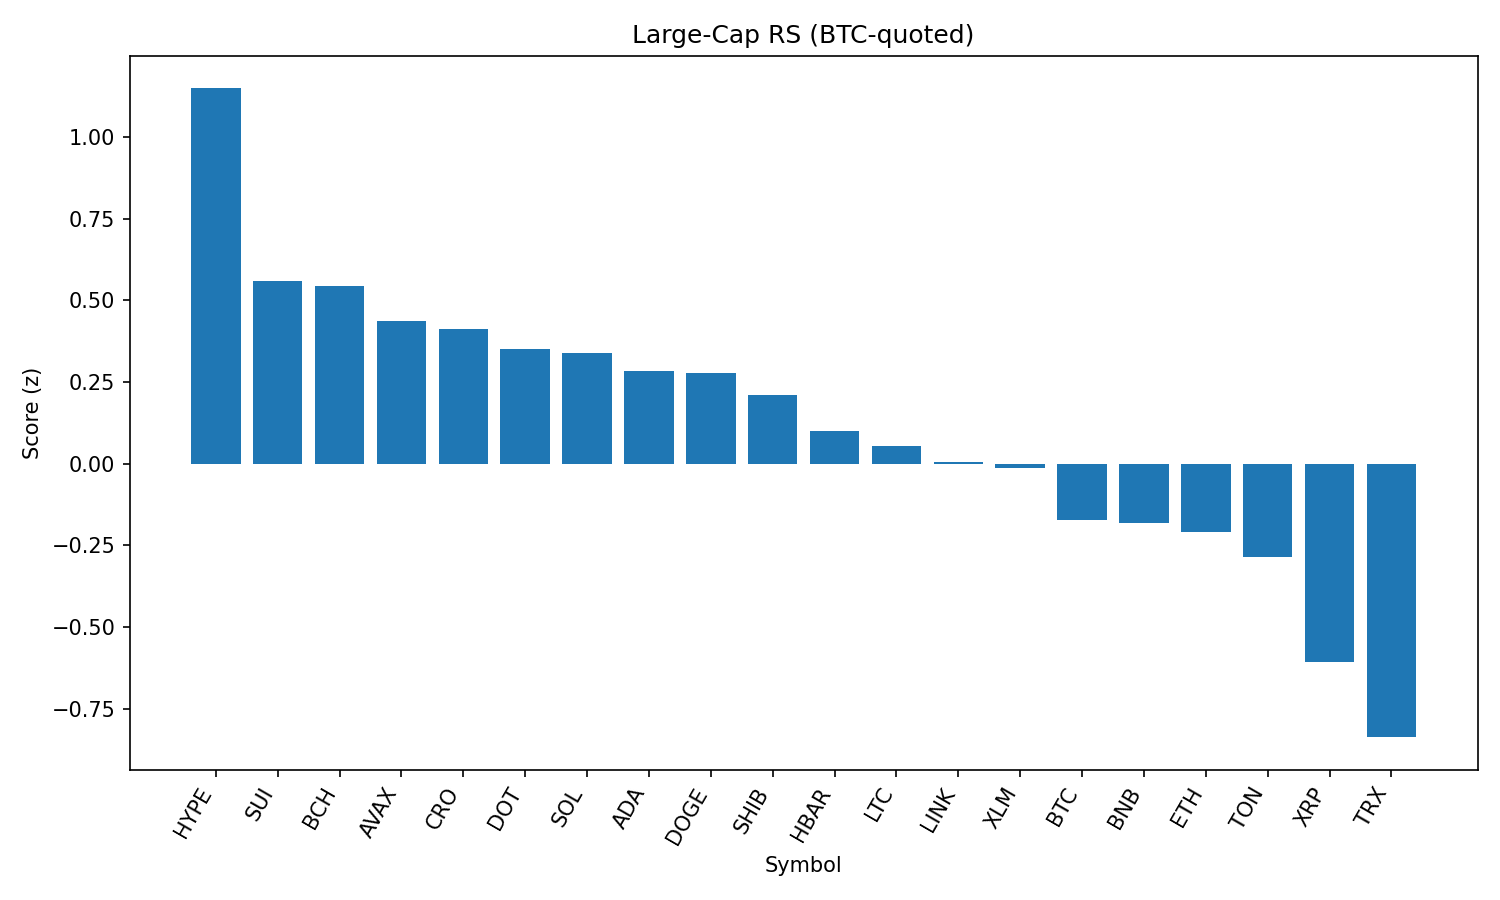 Large-Cap RS (BTC-quoted)
Score (z)
1.00
0.75
0.50
0.25
0.00
−0.25
−0.50
−0.75
HYPE
SUI
BCH
AVAX
CRO
DOT
SOL
ADA
DOGE
SHIB
HBAR
LTC
LINK
XLM
BTC
BNB
ETH
TON
XRP
TRX
Symbol